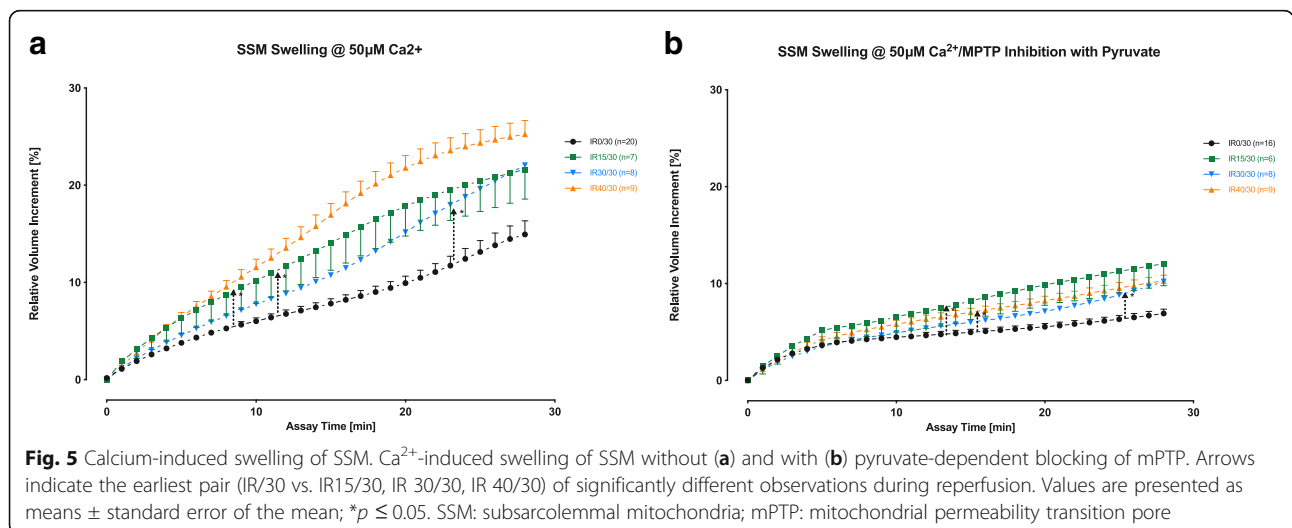 a
SSM Swelling @ 50µM Ca2+
Relative Volume Increment [%]
30
20
10
0
0 10 20 30
Assay Time [min]
IR0/30 (n=20)
IR15/30 (n=7)
IR30/30 (n=8)
IR40/30 (n=9)
*
*
*
b
SSM Swelling @ 50µM Ca²⁺/MPTP Inhibition with Pyruvate
Relative Volume Increment [%]
30
20
10
0
0 10 20 30
Assay Time [min]
IR0/30 (n=16)
IR15/30 (n=6)
IR30/30 (n=8)
IR40/30 (n=9)
*
*
*
Fig. 5 Calcium-induced swelling of SSM. Ca²⁺-induced swelling of SSM without (a) and with (b) pyruvate-dependent blocking of mPTP. Arrows
indicate the earliest pair (IR/30 vs. IR15/30, IR 30/30, IR 40/30) of significantly different observations during reperfusion. Values are presented as
means ± standard error of the mean; *p ≤ 0.05. SSM: subsarcolemmal mitochondria; mPTP: mitochondrial permeability transition pore